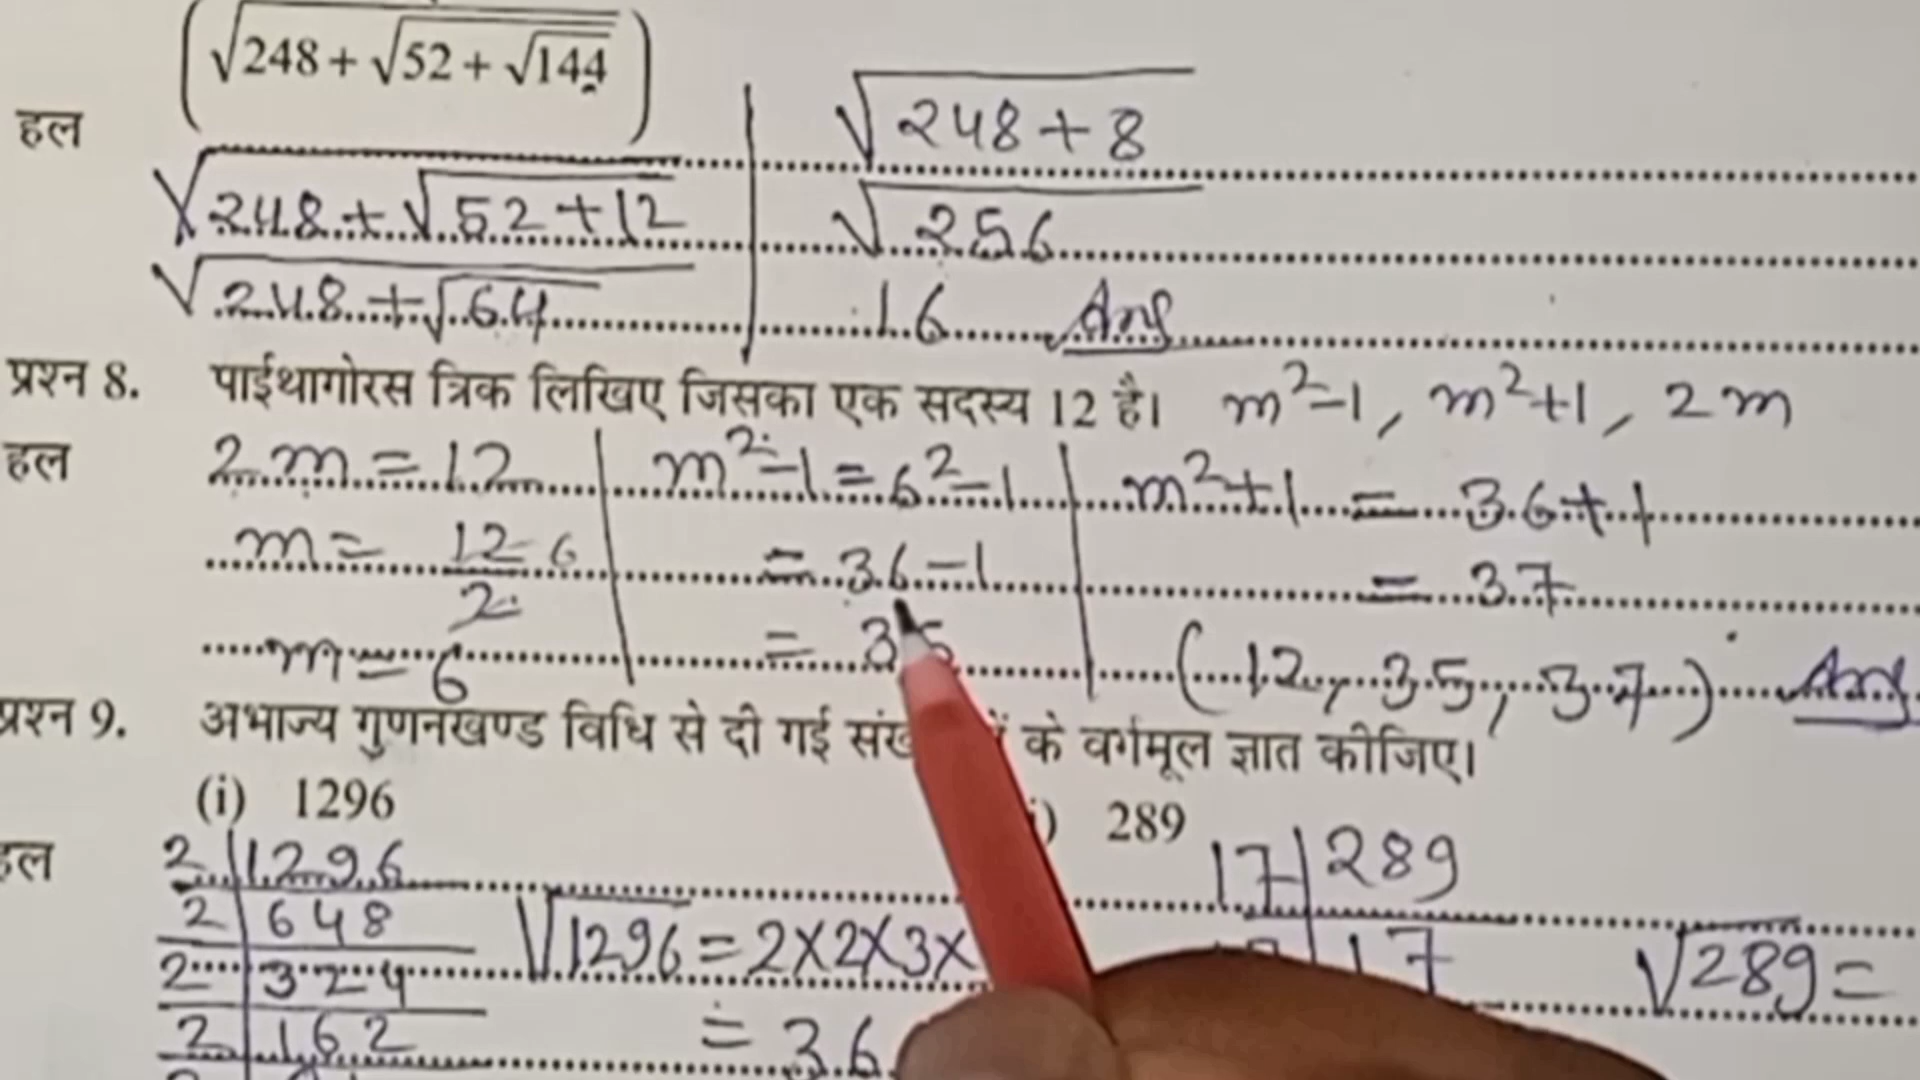 (√248 + √52 + √144)
हल
√248 + √52 + 12
√248 + √64
√248 + 8
√256
16 Ans
प्रश्न 8. पाईथागोरस त्रिक लिखिए जिसका एक सदस्य 12 है। m²-1, m²+1, 2m
हल
2m = 12
m = 12/2 6
m = 6
m²-1 = 6²-1
= 36-1
= 35
m²+1 = 36+1
= 37
(12, 35, 37) Ans
प्रश्न 9. अभाज्य गुणनखण्ड विधि से दी गई के वर्गमूल ज्ञात कीजिए।
(i) 1296
289
हल
2 | 1296
2 | 648
2 | 324
2 | 162
√1296 = 2×2×3×
= 36
17 | 289
17
√289 =